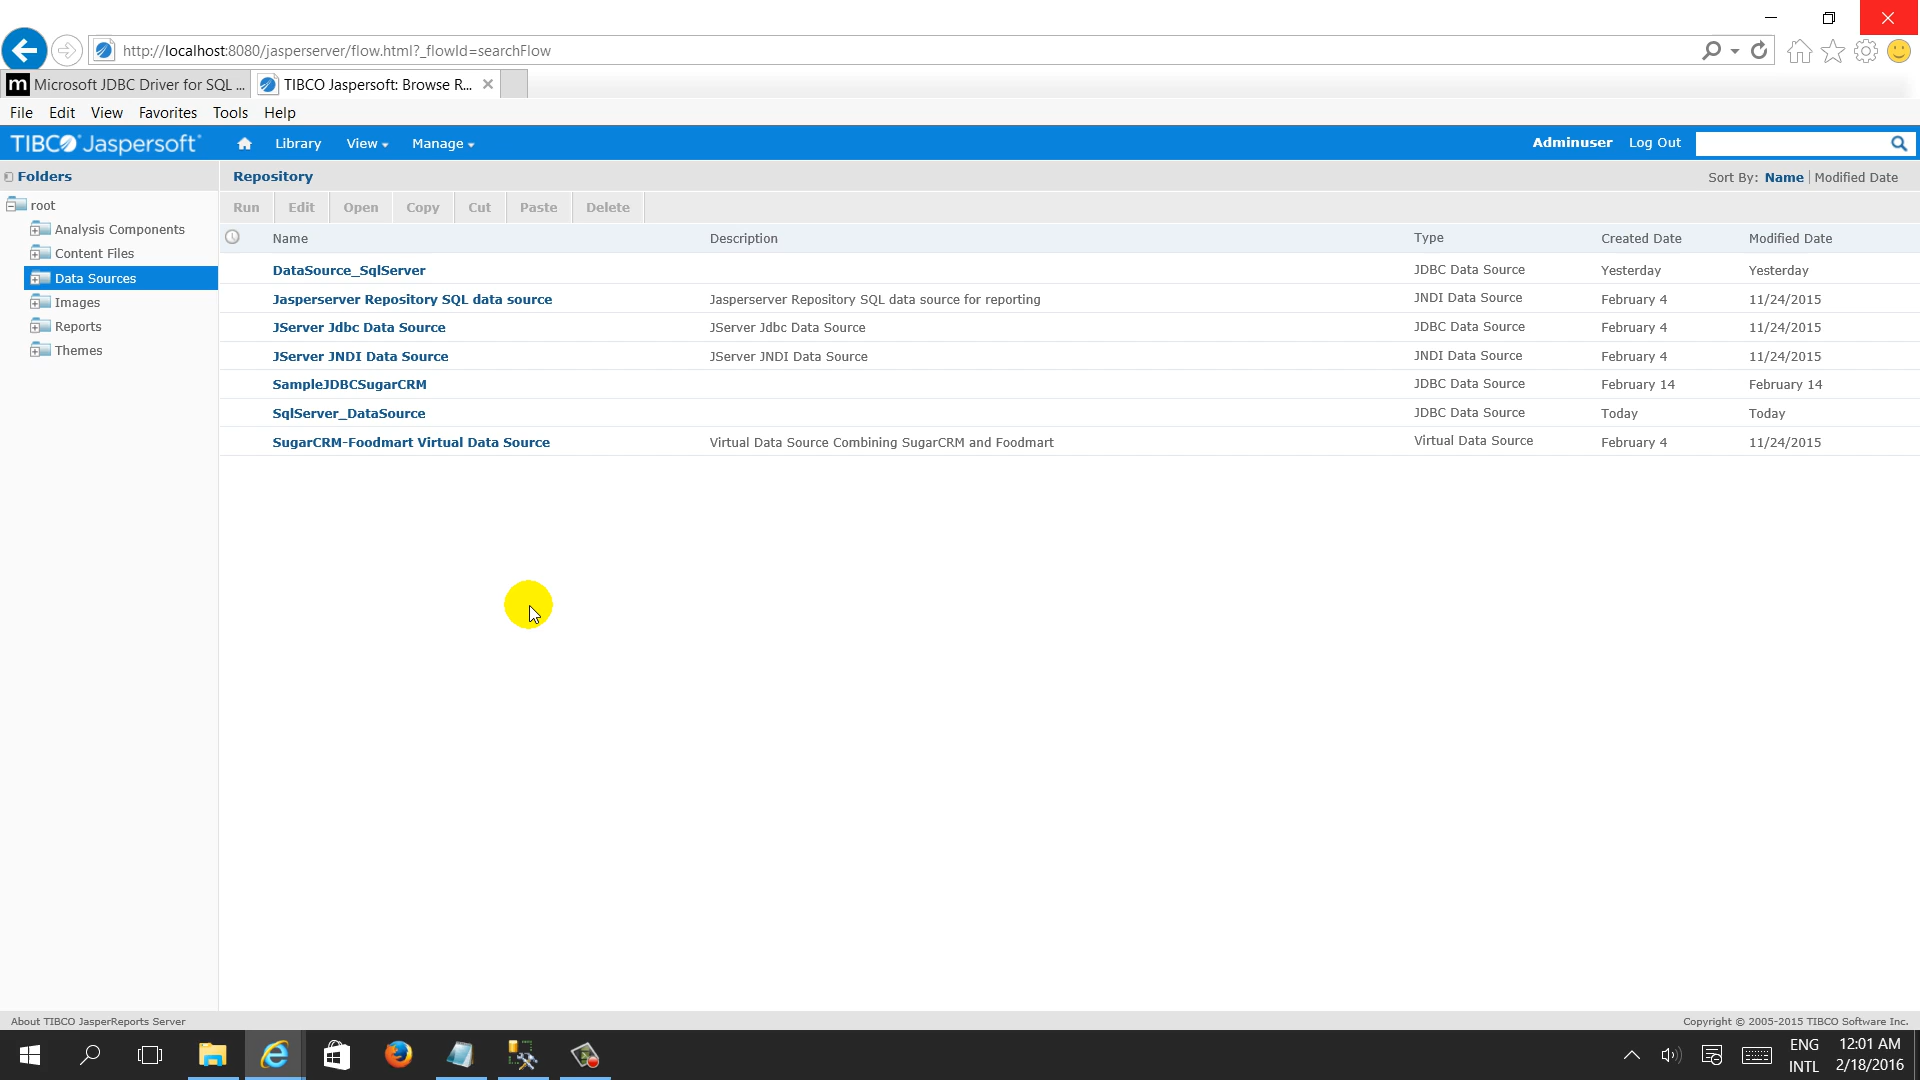 http://localhost:8080/jasperserver/flow.html?_flowId=searchFlow
m Microsoft JDBC Driver for SQL ... TIBCO Jaspersoft: Browse R...
File Edit View Favorites Tools Help
TIBCO Jaspersoft Library View Manage Adminuser Log Out
Folders Repository Sort By: Name | Modified Date
root Run Edit Open Copy Cut Paste Delete
Analysis Components
Content Files
Data Sources
Images
Reports
Themes
Name Description Type Created Date Modified Date
DataSource_SqlServer JDBC Data Source Yesterday Yesterday
Jasperserver Repository SQL data source Jasperserver Repository SQL data source for reporting JNDI Data Source February 4 11/24/2015
JServer Jdbc Data Source JServer Jdbc Data Source JDBC Data Source February 4 11/24/2015
JServer JNDI Data Source JServer JNDI Data Source JNDI Data Source February 4 11/24/2015
SampleJDBCSugarCRM JDBC Data Source February 14 February 14
SqlServer_DataSource JDBC Data Source Today Today
SugarCRM-Foodmart Virtual Data Source Virtual Data Source Combining SugarCRM and Foodmart Virtual Data Source February 4 11/24/2015
About TIBCO JasperReports Server Copyright © 2005-2015 TIBCO Software Inc.
ENG 12:01 AM
INTL 2/18/2016